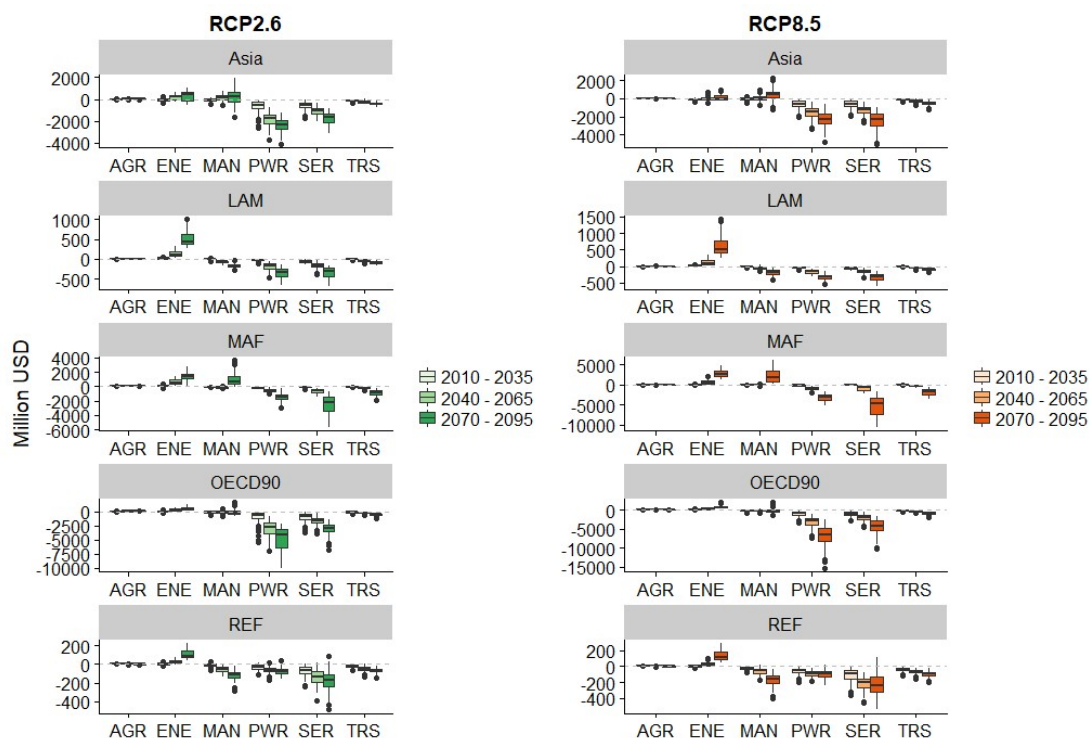 RCP2.6
Asia
2000
0
-2000
-4000
AGR ENE MAN PWR SER TRS
LAM
1000
500
0
-500
AGR ENE MAN PWR SER TRS
MAF
4000
2000
0
-2000
-4000
-6000
AGR ENE MAN PWR SER TRS
OECD90
0
-2500
-5000
-7500
-10000
AGR ENE MAN PWR SER TRS
REF
200
0
-200
-400
AGR ENE MAN PWR SER TRS
Million USD
2010 - 2035
2040 - 2065
2070 - 2095
RCP8.5
Asia
2000
0
-2000
-4000
AGR ENE MAN PWR SER TRS
LAM
1500
1000
500
0
-500
AGR ENE MAN PWR SER TRS
MAF
5000
0
-5000
-10000
AGR ENE MAN PWR SER TRS
OECD90
0
-5000
-10000
-15000
AGR ENE MAN PWR SER TRS
REF
200
0
-200
-400
AGR ENE MAN PWR SER TRS
2010 - 2035
2040 - 2065
2070 - 2095